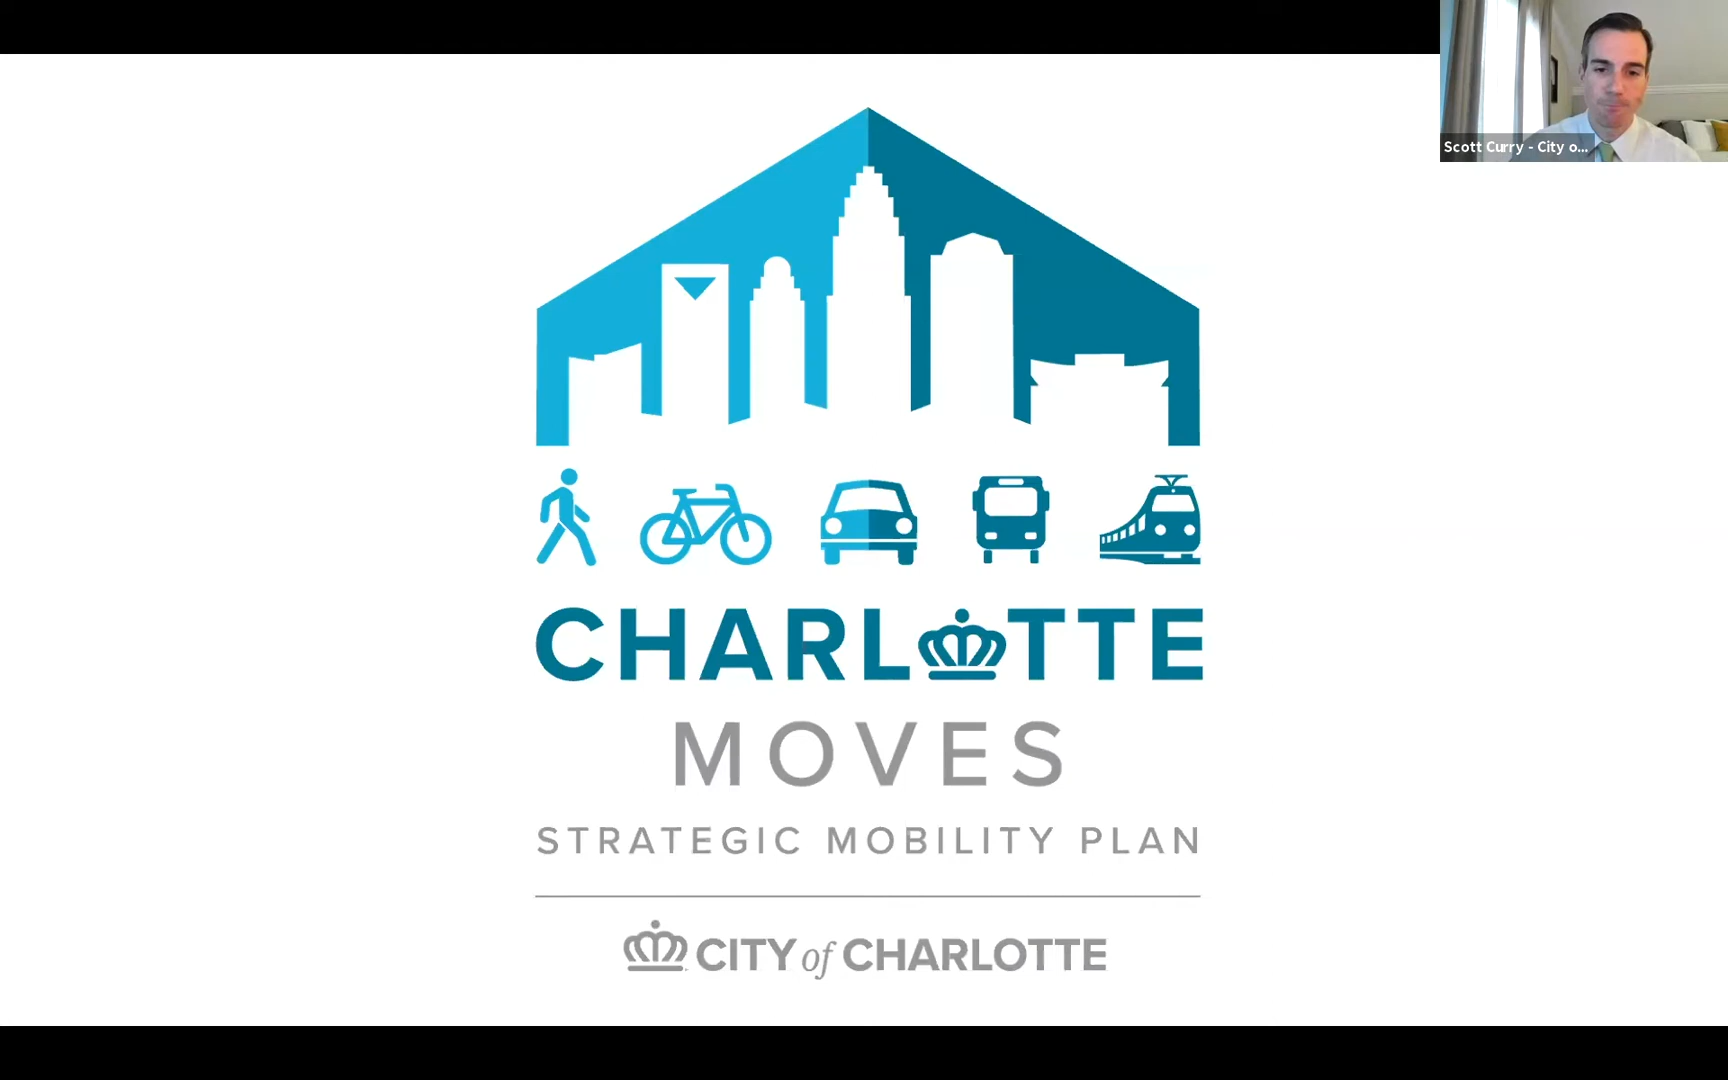 Scott Curry - City o...
CHARLOTTE
MOVES
STRATEGIC MOBILITY PLAN
CITY of CHARLOTTE